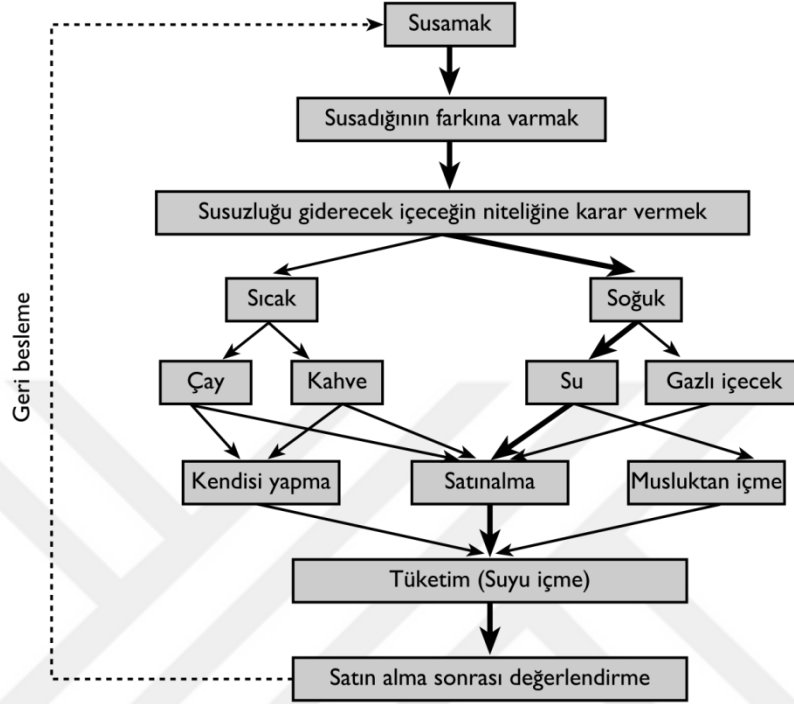 Susamak
Susadığının farkına varmak
Susuzluğu giderecek içeceğin niteliğine karar vermek
Sıcak
Soğuk
Çay
Kahve
Su
Gazlı içecek
Kendisi yapma
Satınalma
Musluktan içme
Tüketim (Suyu içme)
Satın alma sonrası değerlendirme
Geri besleme